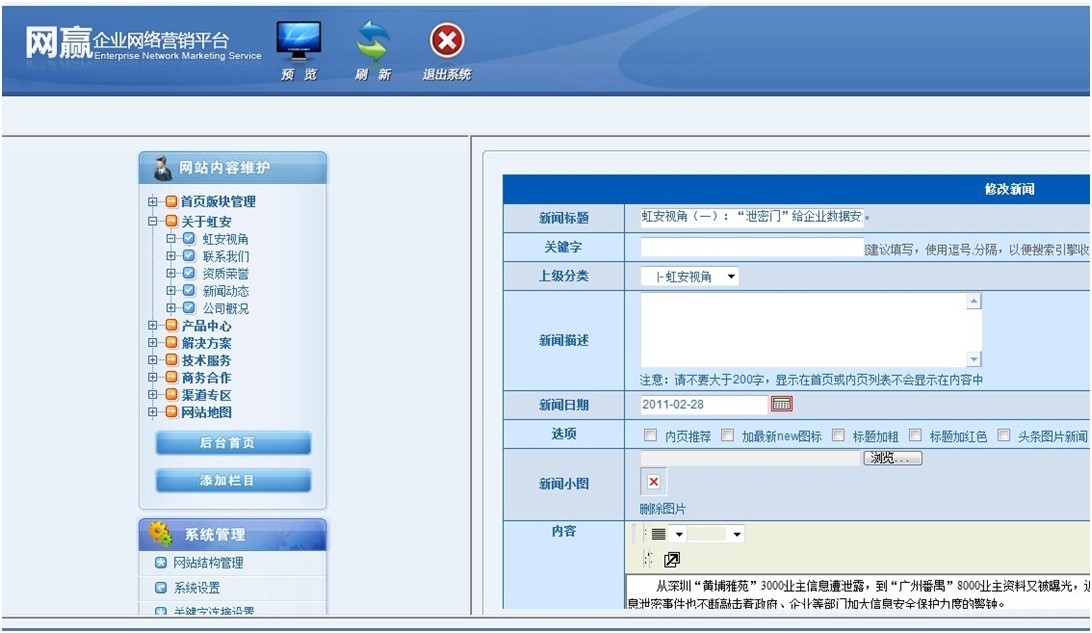 网赢企业网络营销平台
Enterprise Network Marketing Service
预 览
刷 新
退出系统
网站内容维护
首页版块管理
关于虹安
虹安视角
联系我们
资质荣誉
新闻动态
公司概况
产品中心
解决方案
技术服务
商务合作
渠道专区
网站地图
后台首页
添加栏目
系统管理
网站结构管理
系统设置
关键字连接设置
修改新闻
新闻标题
虹安视角（一）：“泄密门”给企业数据安*
关键字
建议填写，使用逗号,分隔，以便搜索引擎收
上级分类
|-虹安视角
新闻描述
注意：请不要大于200字，显示在首页或内页列表不会显示在内容中
新闻日期
2011-02-28
选项
内页推荐 加最新new图标 标题加粗 标题加红色 头条图片新闻
新闻小图
浏览...
删除图片
内容
从深圳“黄埔雅苑”3000业主信息遭泄露，到“广州番禺”8000业主资料又被曝光，近
息泄密事件也不断敲击着政府、企业等部门加大信息安全保护力度的警钟。